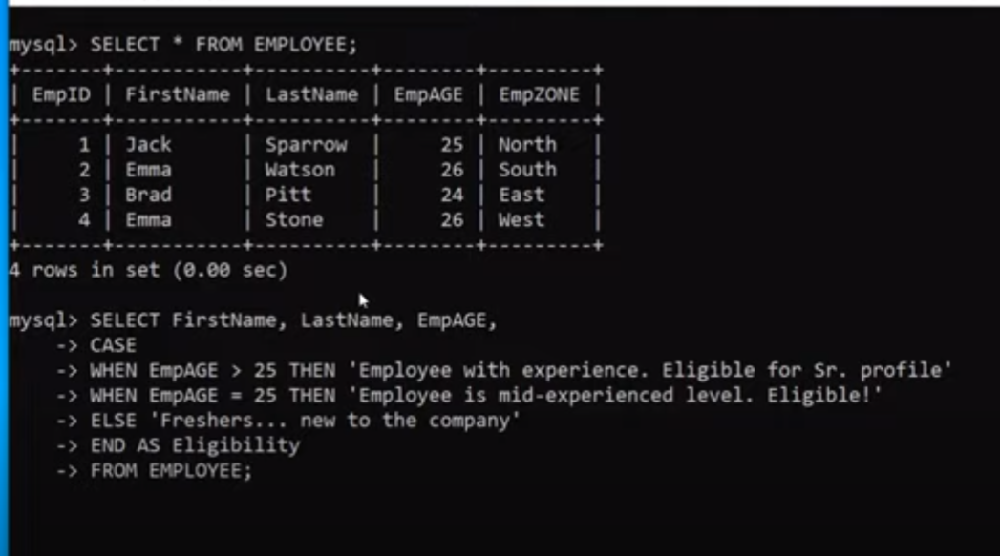 mysql> SELECT * FROM EMPLOYEE;
+-------+-----------+----------+--------+---------+
| EmpID | FirstName | LastName | EmpAGE | EmpZONE |
+-------+-----------+----------+--------+---------+
|     1 | Jack      | Sparrow  |     25 | North   |
|     2 | Emma      | Watson   |     26 | South   |
|     3 | Brad      | Pitt     |     24 | East    |
|     4 | Emma      | Stone    |     26 | West    |
+-------+-----------+----------+--------+---------+
4 rows in set (0.00 sec)
mysql> SELECT FirstName, LastName, EmpAGE,
    -> CASE
    -> WHEN EmpAGE > 25 THEN 'Employee with experience. Eligible for Sr. profile'
    -> WHEN EmpAGE = 25 THEN 'Employee is mid-experienced level. Eligible!'
    -> ELSE 'Freshers... new to the company'
    -> END AS Eligibility
    -> FROM EMPLOYEE;